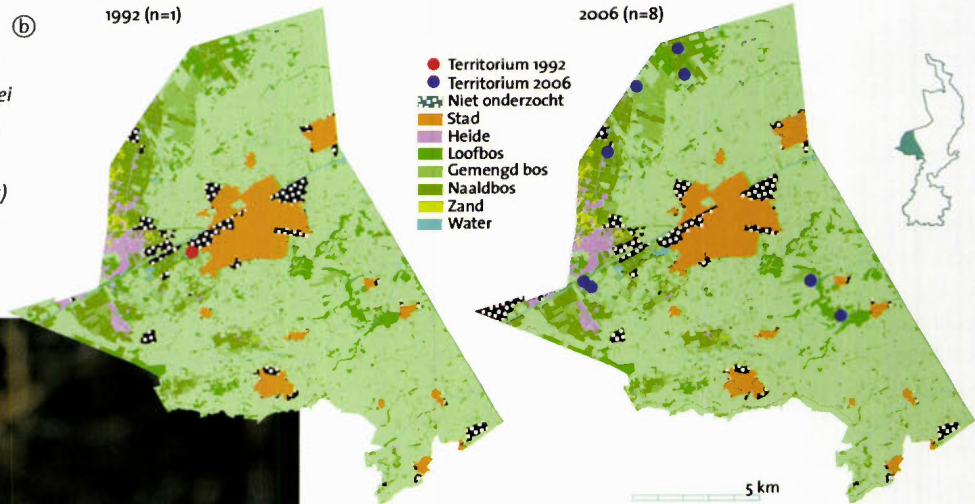 ⓑ
1992 (n=1)
2006 (n=8)
ei
)
Territorium 1992
Territorium 2006
Niet onderzocht
Stad
Heide
Loofbos
Gemengd bos
Naaldbos
Zand
Water
5 km